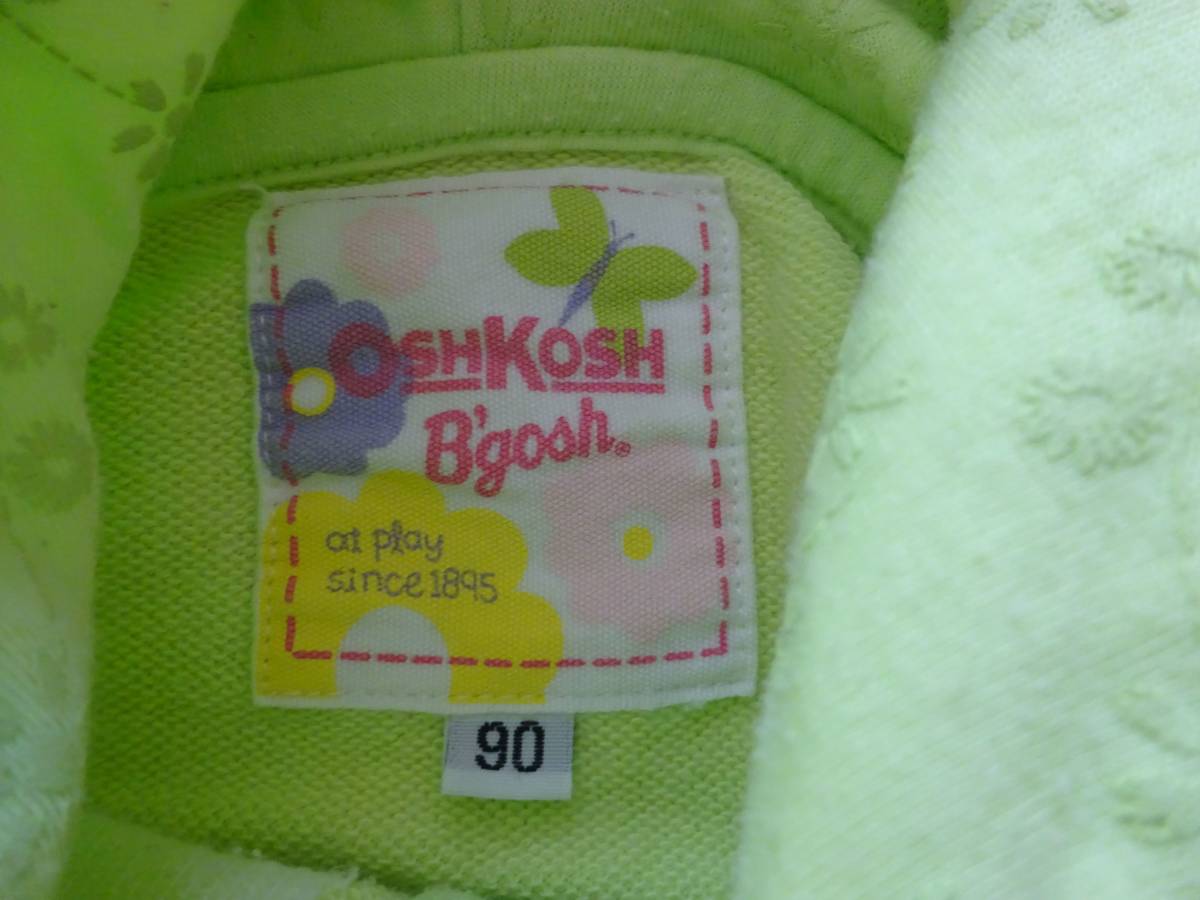 OSHKOSH
B'gosh®
at play
since 1895
90